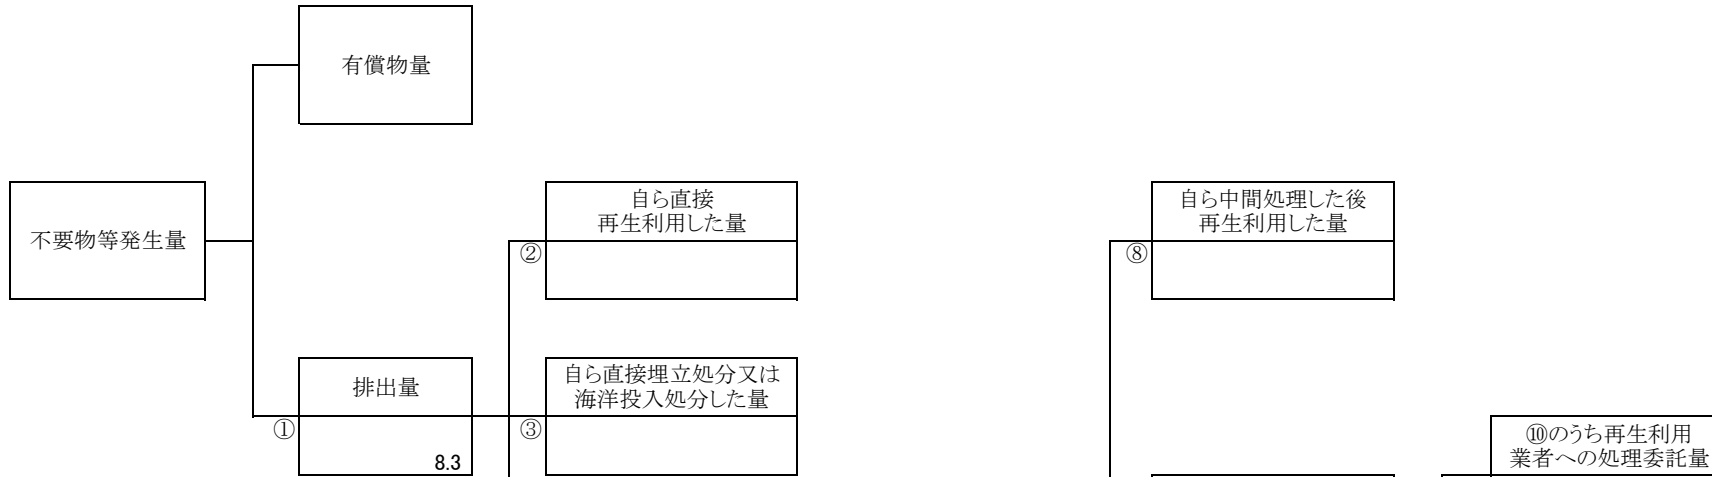 有償物量
不要物等発生量
自ら直接
再生利用した量
②
自ら中間処理した後
再生利用した量
⑧
排出量
①
8.3
自ら直接埋立処分又は
海洋投入処分した量
③
⑩のうち再生利用
業者への処理委託量